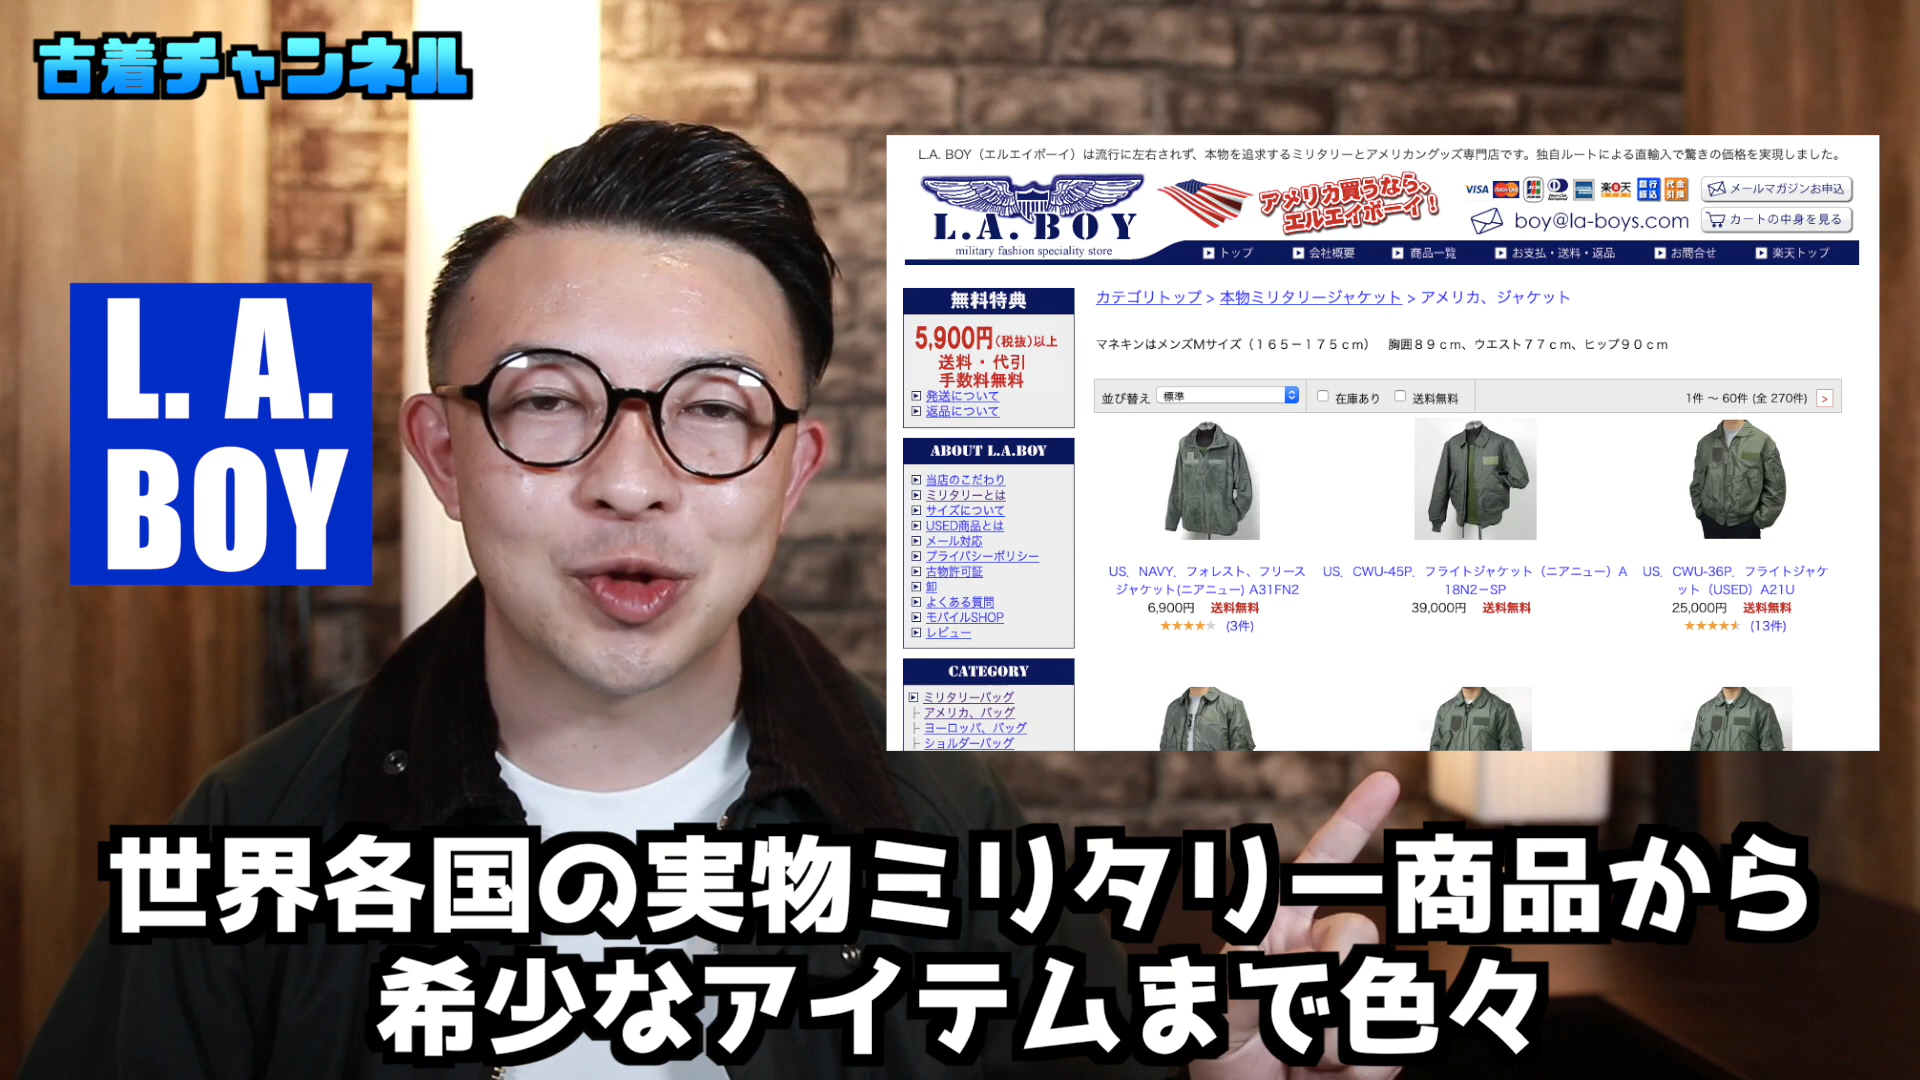 古着チャンネル
L. A.
BOY
L.A. BOY（エルエイボーイ）は流行に左右されず、本物を追求するミリタリーとアメリカングッズ専門店です。独自ルートによる直輸入で驚きの価格を実現しました。
L.A.BOY
military fashion speciality store
アメリカ買うなら、
エルエイボーイ！
VISA
楽天 銀行振込 代金引換
メールマガジンお申込
boy@la-boys.com
カートの中身を見る
トップ 会社概要 商品一覧 お支払・送料・返品 お問合せ 楽天トップ
無料特典
5,900円(税抜)以上
送料・代引
手数料無料
発送について
返品について
ABOUT L.A.BOY
当店のこだわり
ミリタリーとは
サイズについて
USED商品とは
メール対応
プライバシーポリシー
古物許可証
卸
よくある質問
モバイルSHOP
レビュー
CATEGORY
ミリタリーバッグ
├ アメリカ、バッグ
├ ヨーロッパ、バッグ
├ ショルダーバッグ
カテゴリトップ > 本物ミリタリージャケット > アメリカ、ジャケット
マネキンはメンズMサイズ（１６５－１７５ｃｍ） 胸囲８９ｃｍ、ウエスト７７ｃｍ、ヒップ９０ｃｍ
並び替え 標準 在庫あり 送料無料 1件 ～ 60件 (全 270件) >
US．NAVY．フォレスト、フリース
ジャケット(ニアニュー) A31FN2
6,900円 送料無料
★★★★★ (3件)
US．CWU-45P．フライトジャケット（ニアニュー）A
18N2－SP
39,000円 送料無料
US．CWU-36P．フライトジャケ
ット（USED）A21U
25,000円 送料無料
★★★★★ (13件)
世界各国の実物ミリタリー商品から
希少なアイテムまで色々